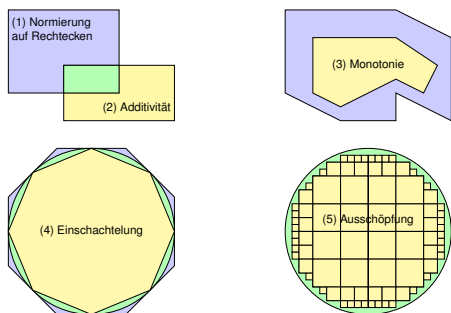 (1) Normierung
auf Rechtecken
(2) Additivität
(3) Monotonie
(4) Einschachtelung
(5) Ausschöpfung